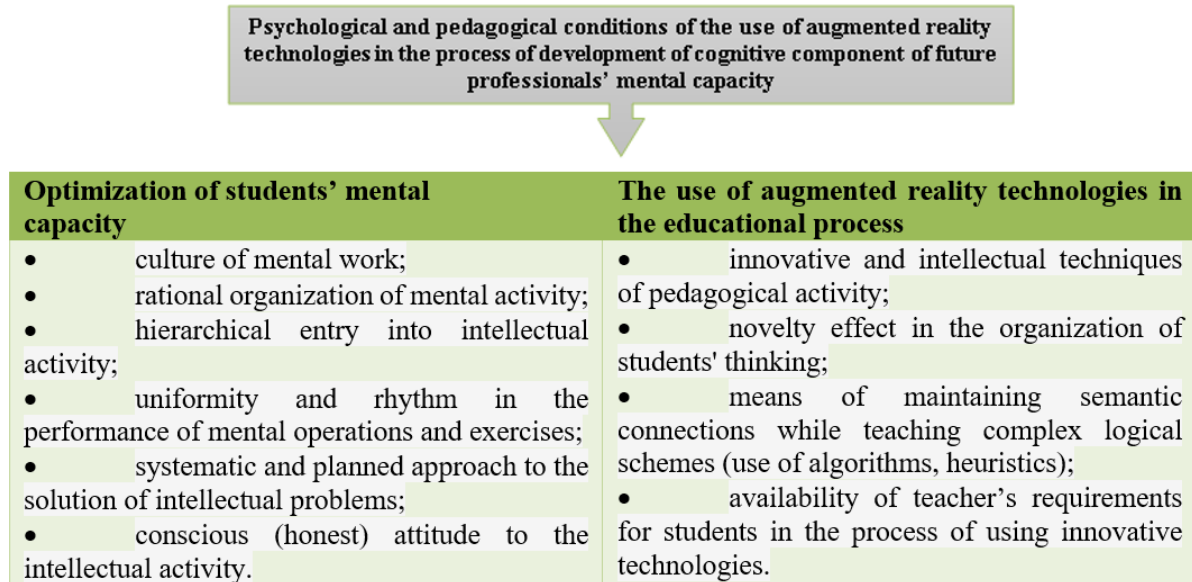 Psychological and pedagogical conditions of the use of augmented reality
technologies in the process of development of cognitive component of future
professionals’ mental capacity
Optimization of students’ mental
capacity
• culture of mental work;
• rational organization of mental activity;
• hierarchical entry into intellectual
activity;
• uniformity and rhythm in the
performance of mental operations and exercises;
• systematic and planned approach to the
solution of intellectual problems;
• conscious (honest) attitude to the
intellectual activity.
The use of augmented reality technologies in
the educational process
• innovative and intellectual techniques
of pedagogical activity;
• novelty effect in the organization of
students' thinking;
• means of maintaining semantic
connections while teaching complex logical
schemes (use of algorithms, heuristics);
• availability of teacher’s requirements
for students in the process of using innovative
technologies.